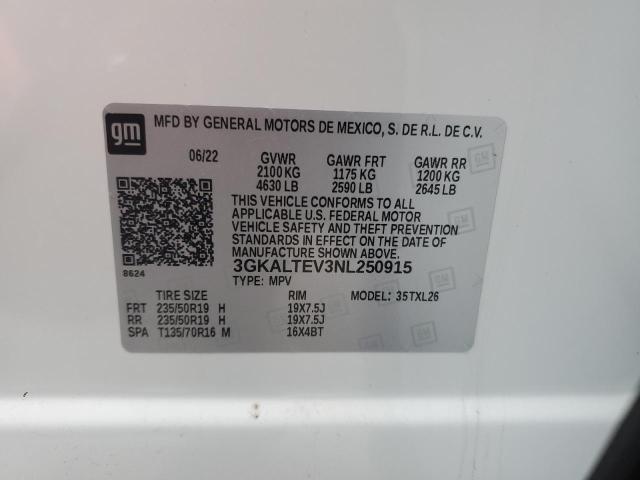 gm
MFD BY GENERAL MOTORS DE MEXICO, S. DE R.L. DE C.V.
06/22 GVWR GAWR FRT GAWR RR
2100 KG 1175 KG 1200 KG
4630 LB 2590 LB 2645 LB
THIS VEHICLE CONFORMS TO ALL
APPLICABLE U.S. FEDERAL MOTOR
VEHICLE SAFETY AND THEFT
PREVENTION STANDARDS IN
EFFECT ON THE DATE OF
MANUFACTURE SHOWN ABOVE.
8624 3GKALTEV3NL250915
TYPE: MPV
TIRE SIZE RIM MODEL: 35TXL26
FRT 235/50R19 H 19X7.5J
RR 235/50R19 H 19X7.5J
SPA T135/70R16 M 16X4BT